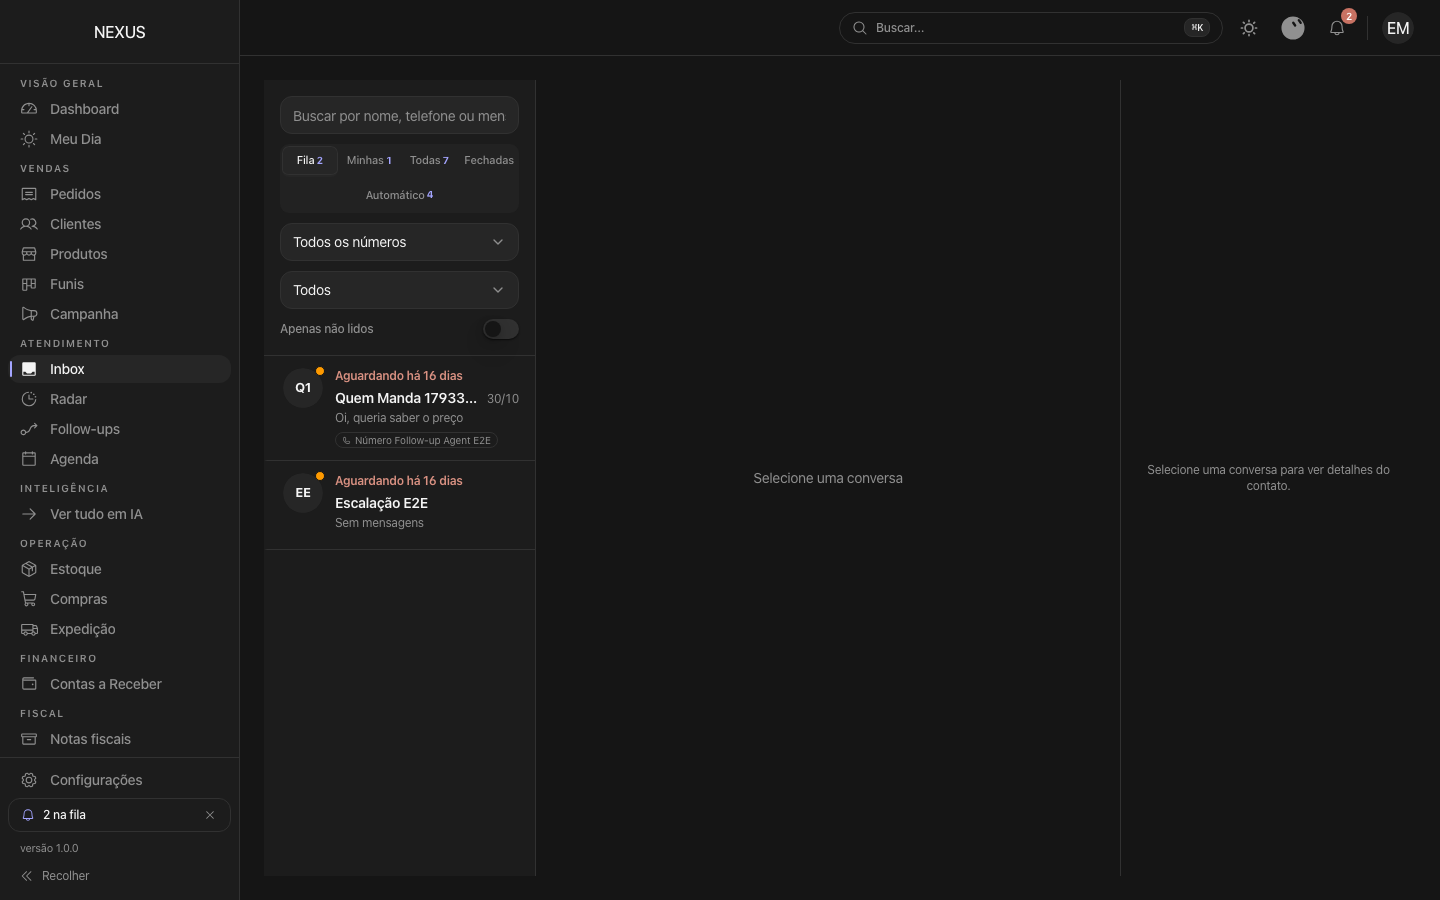 NEXUS
Buscar...
⌘K
2
EM
VISÃO GERAL
Dashboard
Meu Dia
VENDAS
Pedidos
Clientes
Produtos
Funis
Campanha
ATENDIMENTO
Inbox
Radar
Follow-ups
Agenda
INTELIGÊNCIA
Ver tudo em IA
OPERAÇÃO
Estoque
Compras
Expedição
FINANCEIRO
Contas a Receber
FISCAL
Notas fiscais
Configurações
2 na fila
versão 1.0.0
Recolher
Buscar por nome, telefone ou men
Fila 2
Minhas 1
Todas 7
Fechadas
Automático 4
Todos os números
Todos
Apenas não lidos
Q1
Aguardando há 16 dias
Quem Manda 17933... 30/10
Oi, queria saber o preço
Número Follow-up Agent E2E
EE
Aguardando há 16 dias
Escalação E2E
Sem mensagens
Selecione uma conversa
Selecione uma conversa para ver detalhes do
contato.